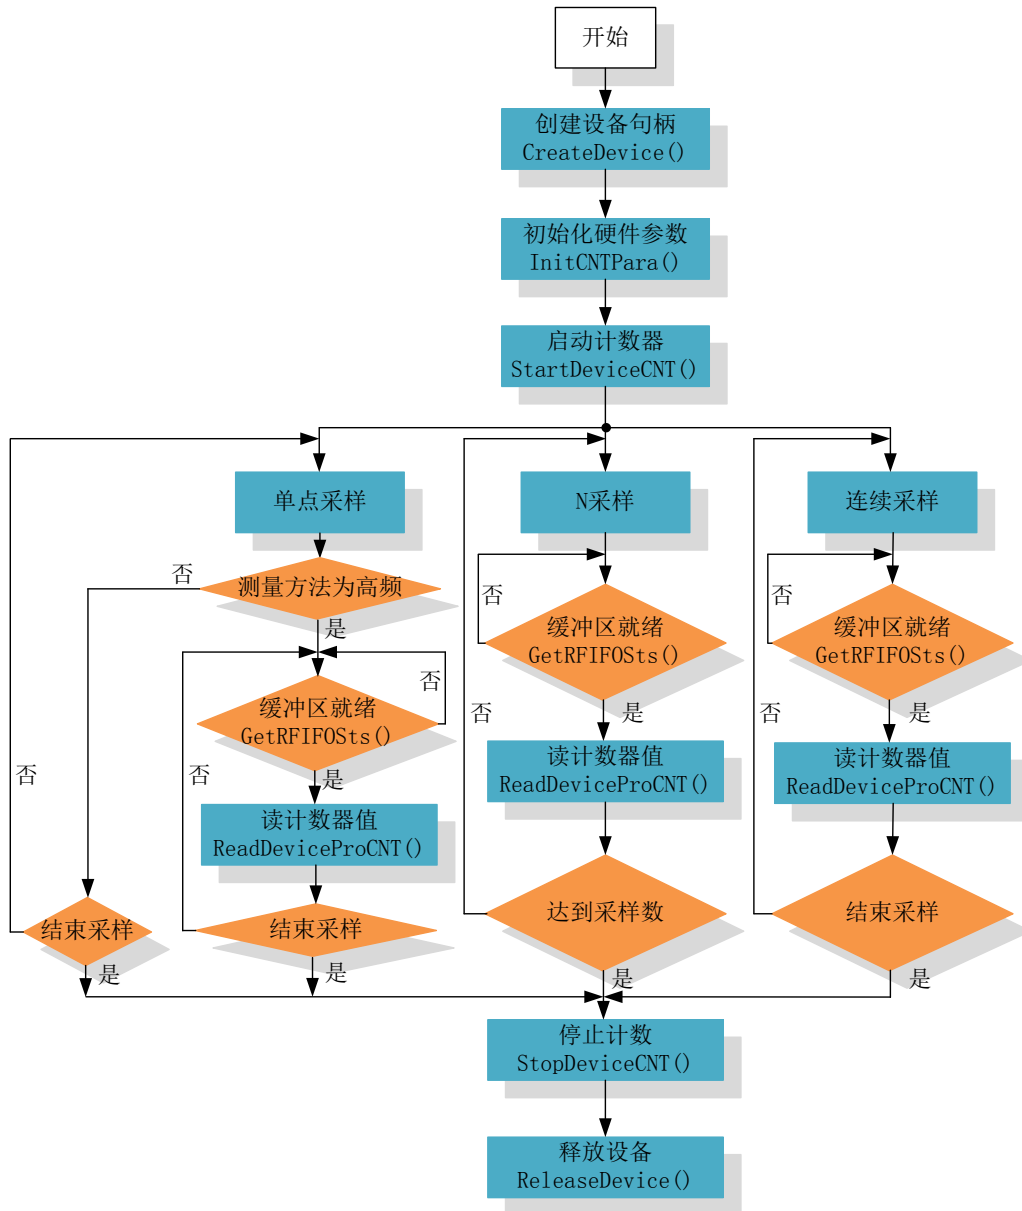 开始
创建设备句柄
CreateDevice()
初始化硬件参数
InitCNTPara()
启动计数器
StartDeviceCNT()
单点采样
N采样
连续采样
否
测量方法为高频
是
否
缓冲区就绪
GetRFIFOSts()
是
否
缓冲区就绪
GetRFIFOSts()
是
否
缓冲区就绪
GetRFIFOSts()
是
否
否
否
否
读计数器值
ReadDeviceProCNT()
读计数器值
ReadDeviceProCNT()
读计数器值
ReadDeviceProCNT()
结束采样
是
结束采样
是
达到采样数
是
结束采样
是
停止计数
StopDeviceCNT()
释放设备
ReleaseDevice()